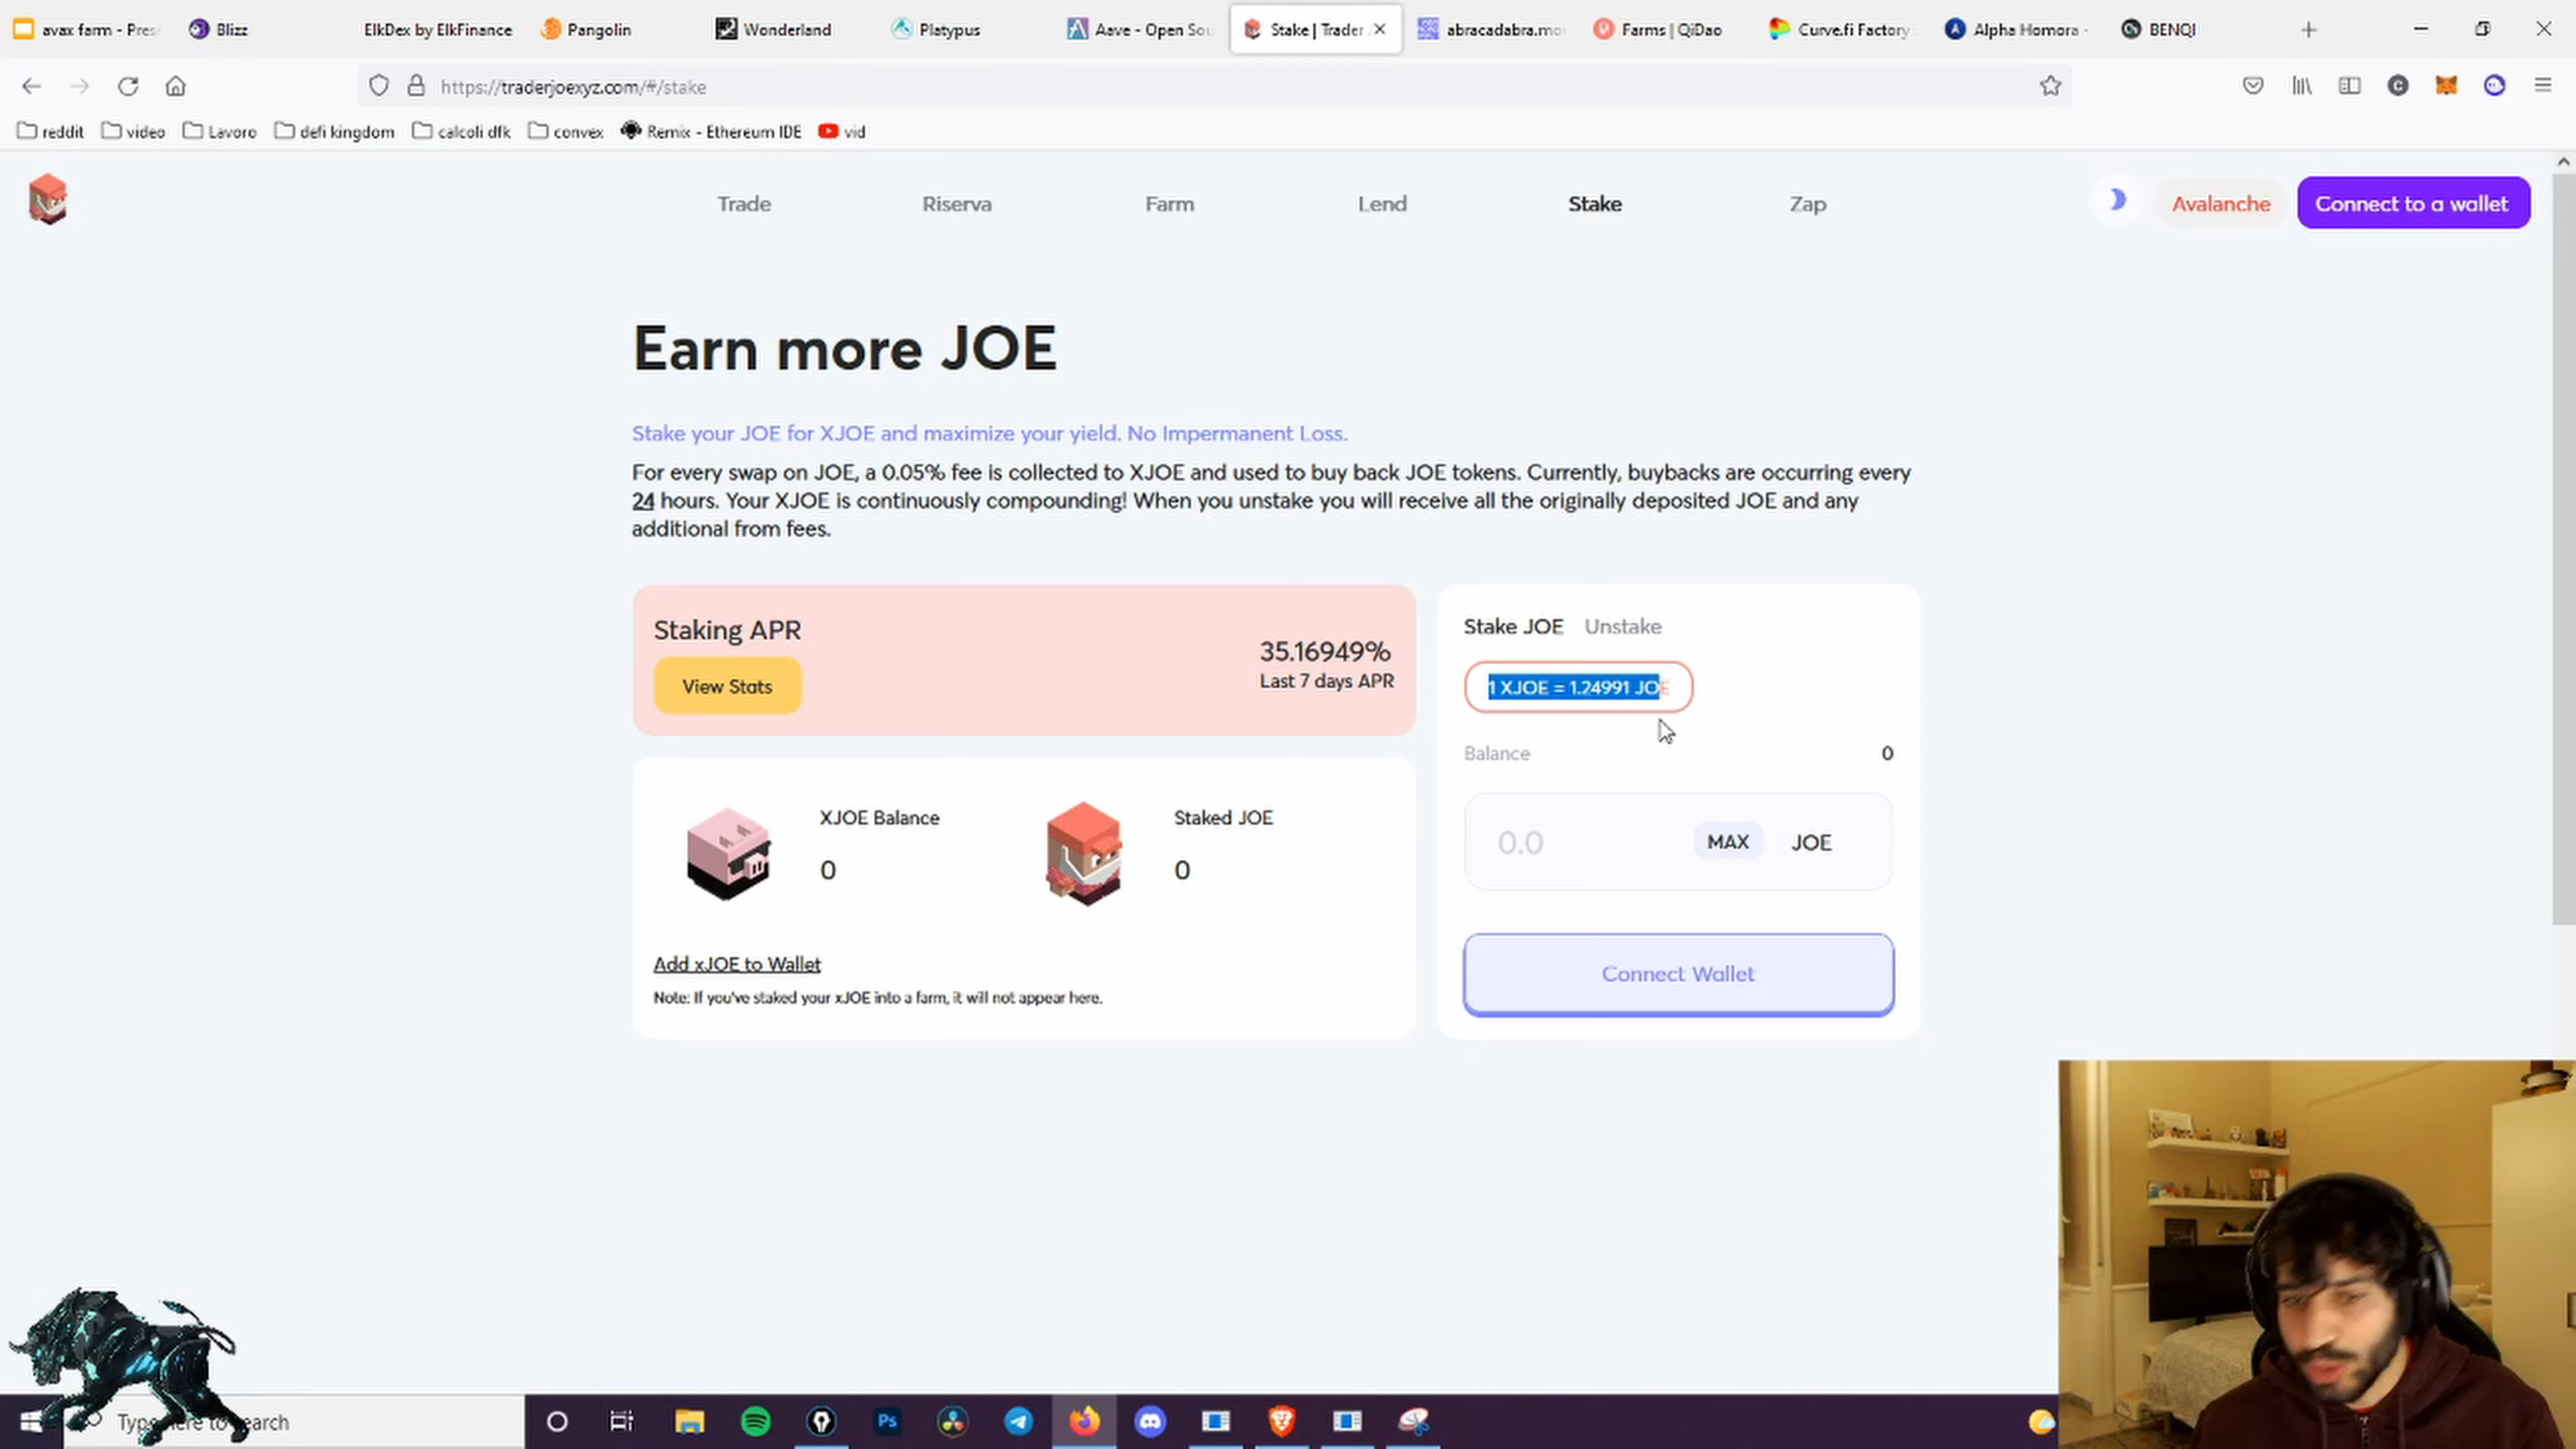 avax farm - Pres
Blizz
ElkDex by ElkFinance
Pangolin
Wonderland
Platypus
Aave - Open Sou
Stake | Trader J
abracadabra.mo
Farms | QiDao
Curve.fi Factory
Alpha Homora -
BENQI
https://traderjoexyz.com/#/stake
reddit
video
Lavoro
defi kingdom
calcoli dfk
convex
Remix - Ethereum IDE
vid
Trade
Riserva
Farm
Lend
Stake
Zap
Avalanche
Connect to a wallet
Earn more JOE
Stake your JOE for XJOE and maximize your yield. No Impermanent Loss.
For every swap on JOE, a 0.05% fee is collected to XJOE and used to buy back JOE tokens. Currently, buybacks are occurring every
24 hours. Your XJOE is continuously compounding! When you unstake you will receive all the originally deposited JOE and any
additional from fees.
Staking APR
View Stats
35.16949%
Last 7 days APR
Stake JOE Unstake
1 XJOE = 1.24991 JOE
Balance 0
0.0 MAX JOE
Connect Wallet
XJOE Balance
0
Staked JOE
0
Add xJOE to Wallet
Note: If you've staked your xJOE into a farm, it will not appear here.
Type here to search
Ps